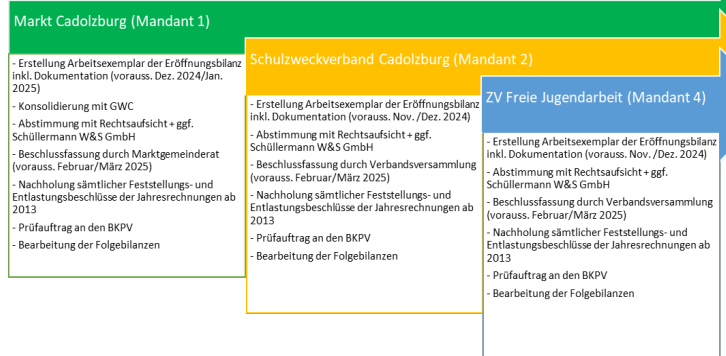 Markt Cadolzburg (Mandant 1)
- Erstellung Arbeitsexemplar der Eröffnungsbilanz
inkl. Dokumentation (vorauss. Dez. 2024/Jan.
2025)
- Konsolidierung mit GWC
- Abstimmung mit Rechtsaufsicht + ggf.
Schüllermann W&S GmbH
- Beschlussfassung durch Marktgemeinderat
(vorauss. Februar/März 2025)
- Nachholung sämtlicher Feststellungs- und
Entlastungsbeschlüsse der Jahresrechnungen ab
2013
- Prüfauftrag an den BKPV
- Bearbeitung der Folgebilanzen
Schulzweckverband Cadolzburg (Mandant 2)
- Erstellung Arbeitsexemplar der Eröffnungsbilanz
inkl. Dokumentation (vorauss. Nov. /Dez. 2024)
- Abstimmung mit Rechtsaufsicht + ggf.
Schüllermann W&S GmbH
- Beschlussfassung durch Verbandsversammlung
(vorauss. Februar/März 2025)
- Nachholung sämtlicher Feststellungs- und
Entlastungsbeschlüsse der Jahresrechnungen ab
2013
- Prüfauftrag an den BKPV
- Bearbeitung der Folgebilanzen
ZV Freie Jugendarbeit (Mandant 4)
- Erstellung Arbeitsexemplar der Eröffnungsbilanz
inkl. Dokumentation (vorauss. Nov. /Dez. 2024)
- Abstimmung mit Rechtsaufsicht + ggf.
Schüllermann W&S GmbH
- Beschlussfassung durch Verbandsversammlung
(vorauss. Februar/März 2025)
- Nachholung sämtlicher Feststellungs- und
Entlastungsbeschlüsse der Jahresrechnungen ab
2013
- Prüfauftrag an den BKPV
- Bearbeitung der Folgebilanzen